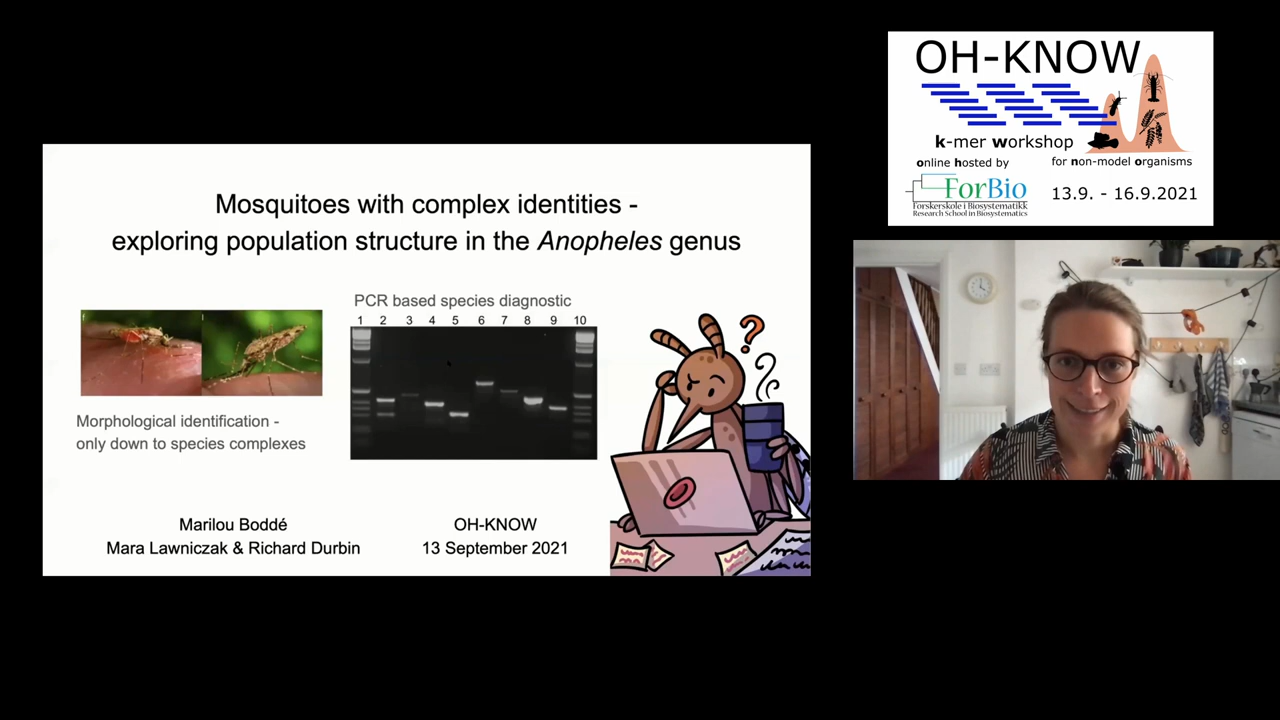 Mosquitoes with complex identities -
exploring population structure in the Anopheles genus
PCR based species diagnostic
1 2 3 4 5 6 7 8 9 10
Morphological identification -
only down to species complexes
Marilou Boddé
Mara Lawniczak & Richard Durbin
OH-KNOW
13 September 2021
OH-KNOW
k-mer workshop
online hosted by
for non-model organisms
ForBio
Forskerskole i Biosystematikk
Research School in Biosystematics
13.9. - 16.9.2021